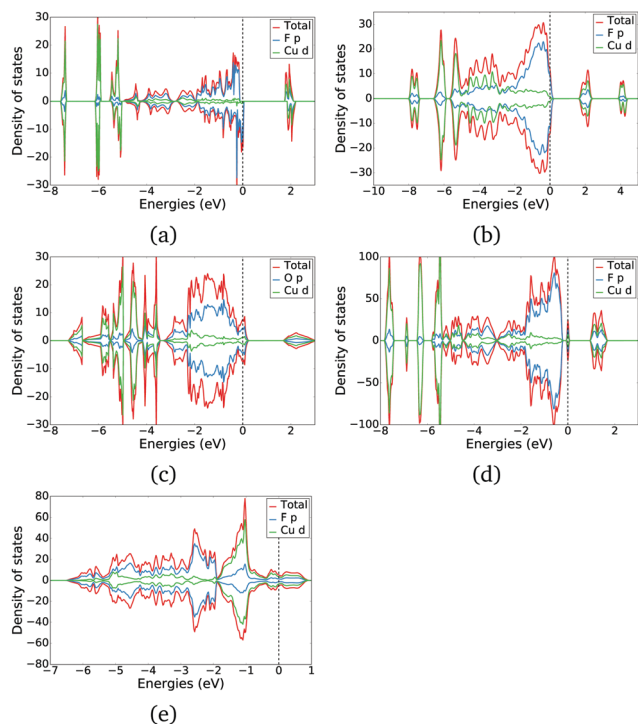 30
20
10
0
10
20
30
Density of states
Total
F p
Cu d
−8 −6 −4 −2 0 2
Energies (eV)
(a)
30
20
10
0
−10
−20
−30
Density of states
Total
F p
Cu d
−10 −8 −6 −4 −2 0 2 4
Energies (eV)
(b)
30
20
10
0
−10
−20
−30
Density of states
Total
O p
Cu d
−8 −6 −4 −2 0 2
Energies (eV)
(c)
100
50
0
−50
−100
Density of states
Total
F p
Cu d
−8 −6 −4 −2 0 2
Energies (eV)
(d)
80
60
40
20
0
−20
−40
−60
−80
Density of states
Total
F p
Cu d
−7 −6 −5 −4 −3 −2 −1 0 1
Energies (eV)
(e)